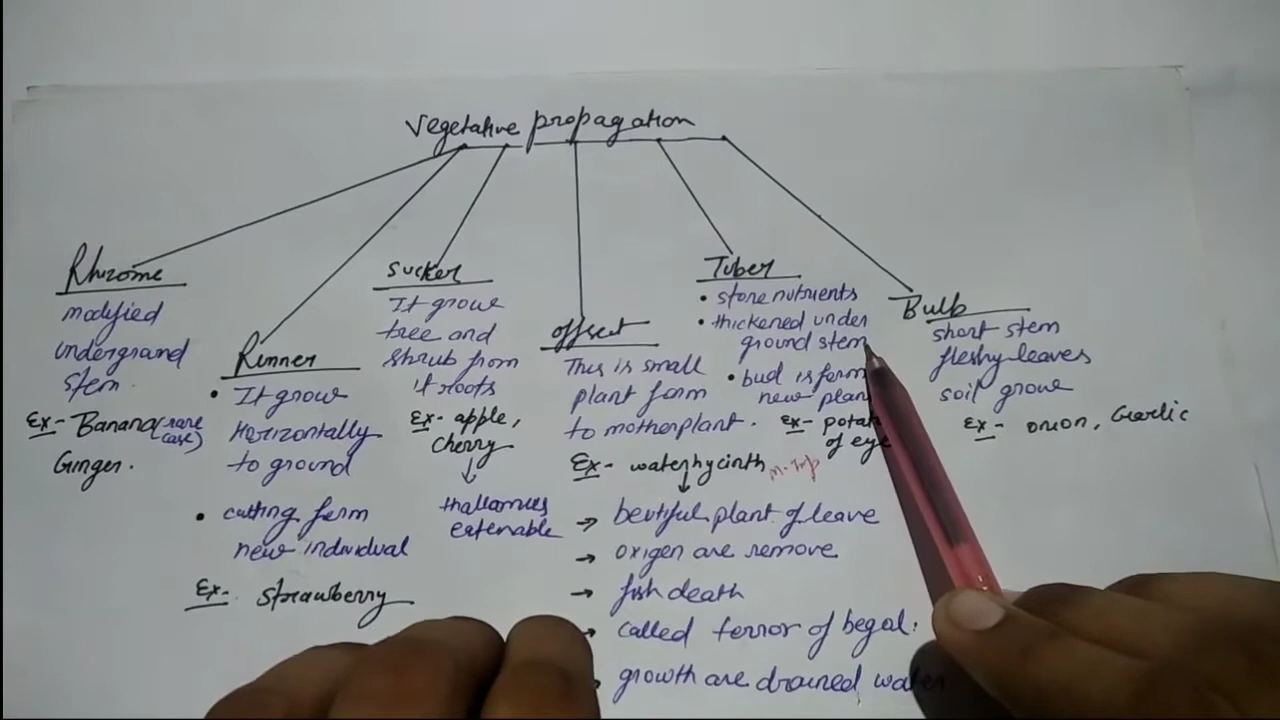 Vegetative propagation
Rhizome
modified
underground
stem.
Ex- Banana (rare case)
Ginger.
Runner
• It grow
Horizontally
to ground
• cutting form
new individual
Ex- strawberry
Sucker
It grow
tree and
shrub from
it roots
Ex- apple,
cherry
thallamus
eatenable
offset
This is small
plant form
to motherplant.
Ex- waterhycinth m. Imp
→ beutiful plant of leave
→ oxigen are remove
→ fish death
→ called terror of begal.
growth are drained water
Tuber
• store nutrients
• thickened under
ground stem
• bud is form
new plan
Ex- potat
of eye
Bulb
short stem
fleshy leaves
soil grow
Ex- onion, Garlic